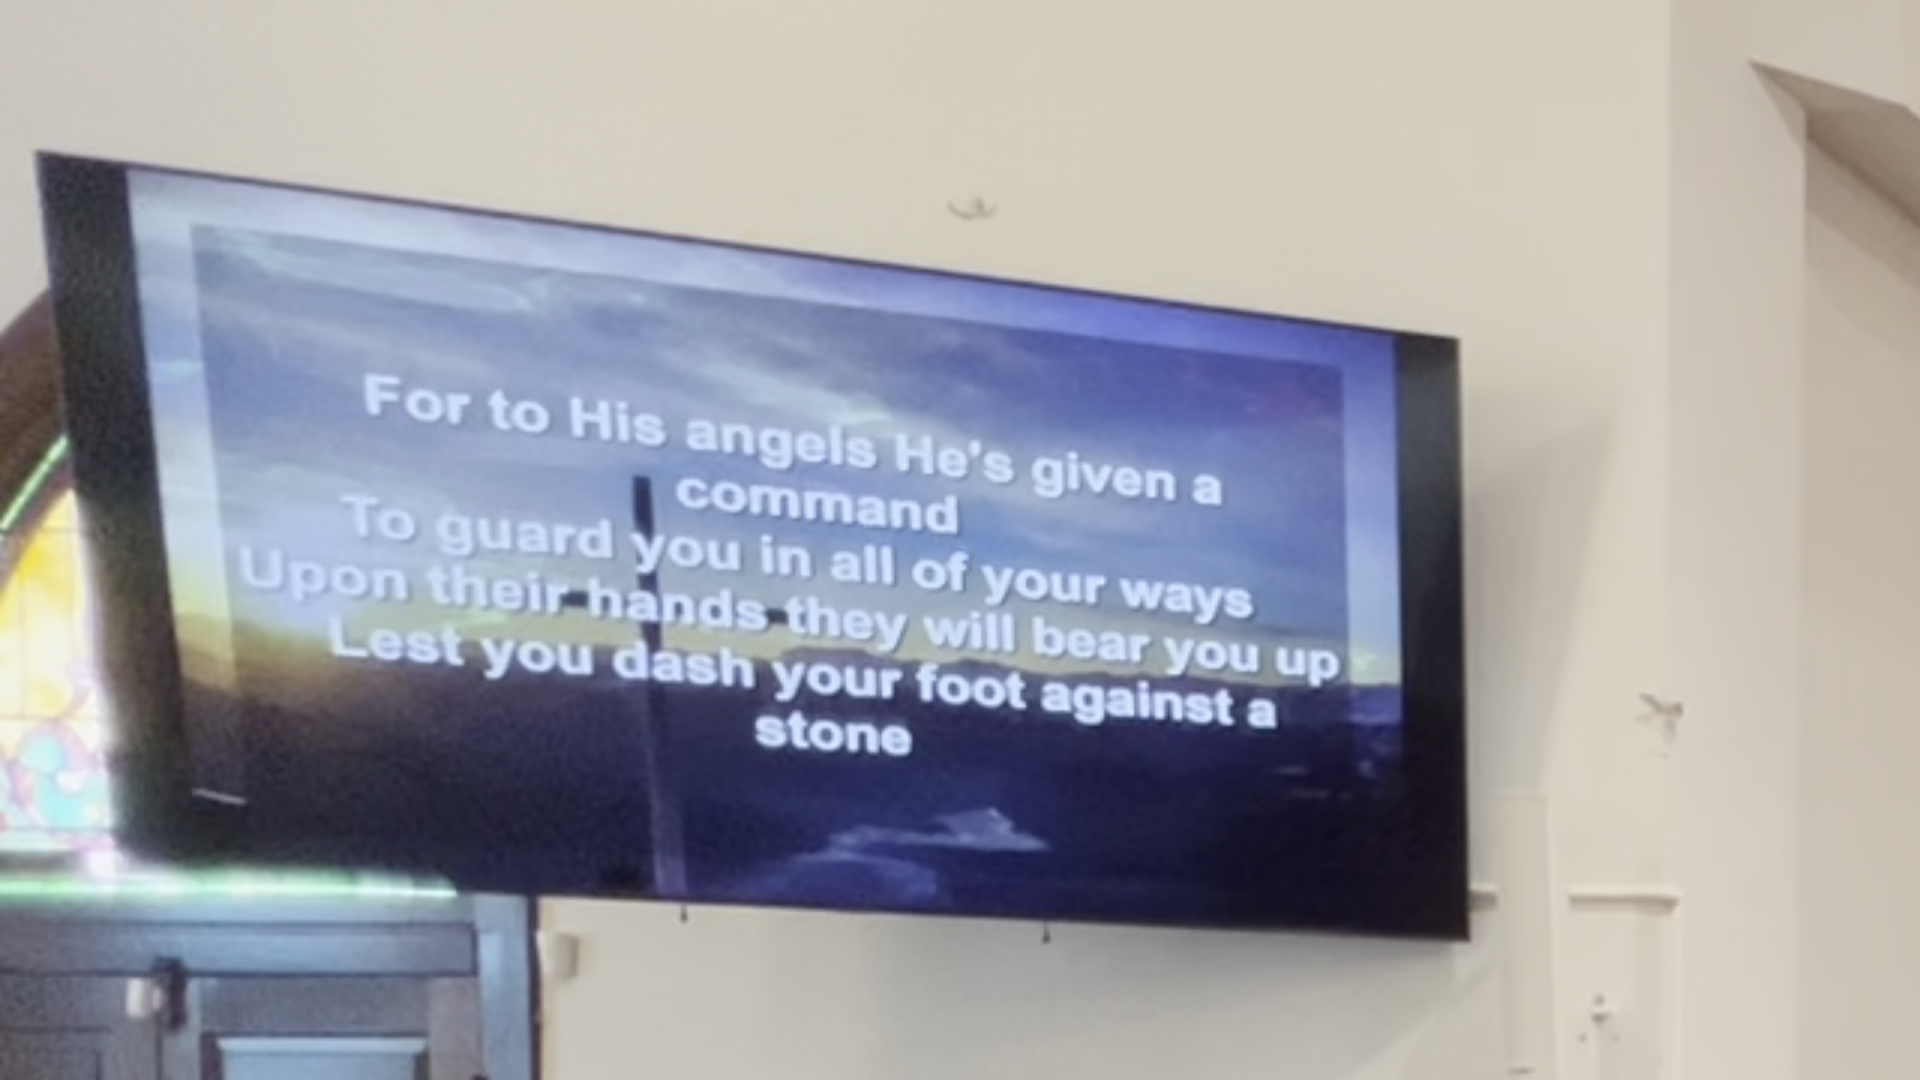 For to His angels He's given a
command
To guard you in all of your ways
Upon their hands they will bear you up
Lest you dash your foot against a
stone